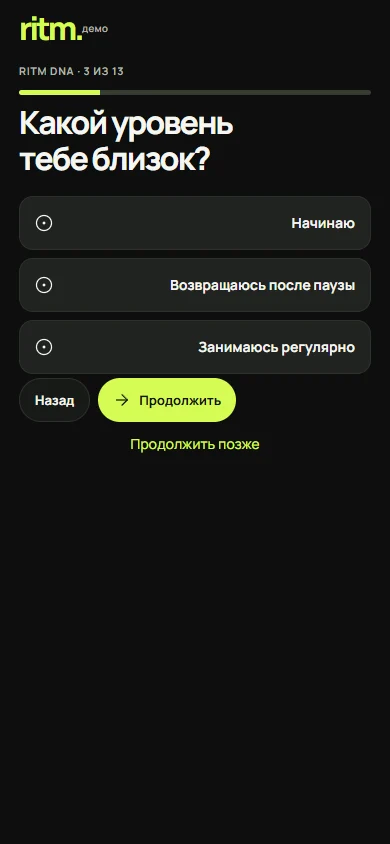 ritm.демо
RITM DNA · 3 ИЗ 13
Какой уровень
тебе близок?
Начинаю
Возвращаюсь после паузы
Занимаюсь регулярно
Назад
Продолжить
Продолжить позже